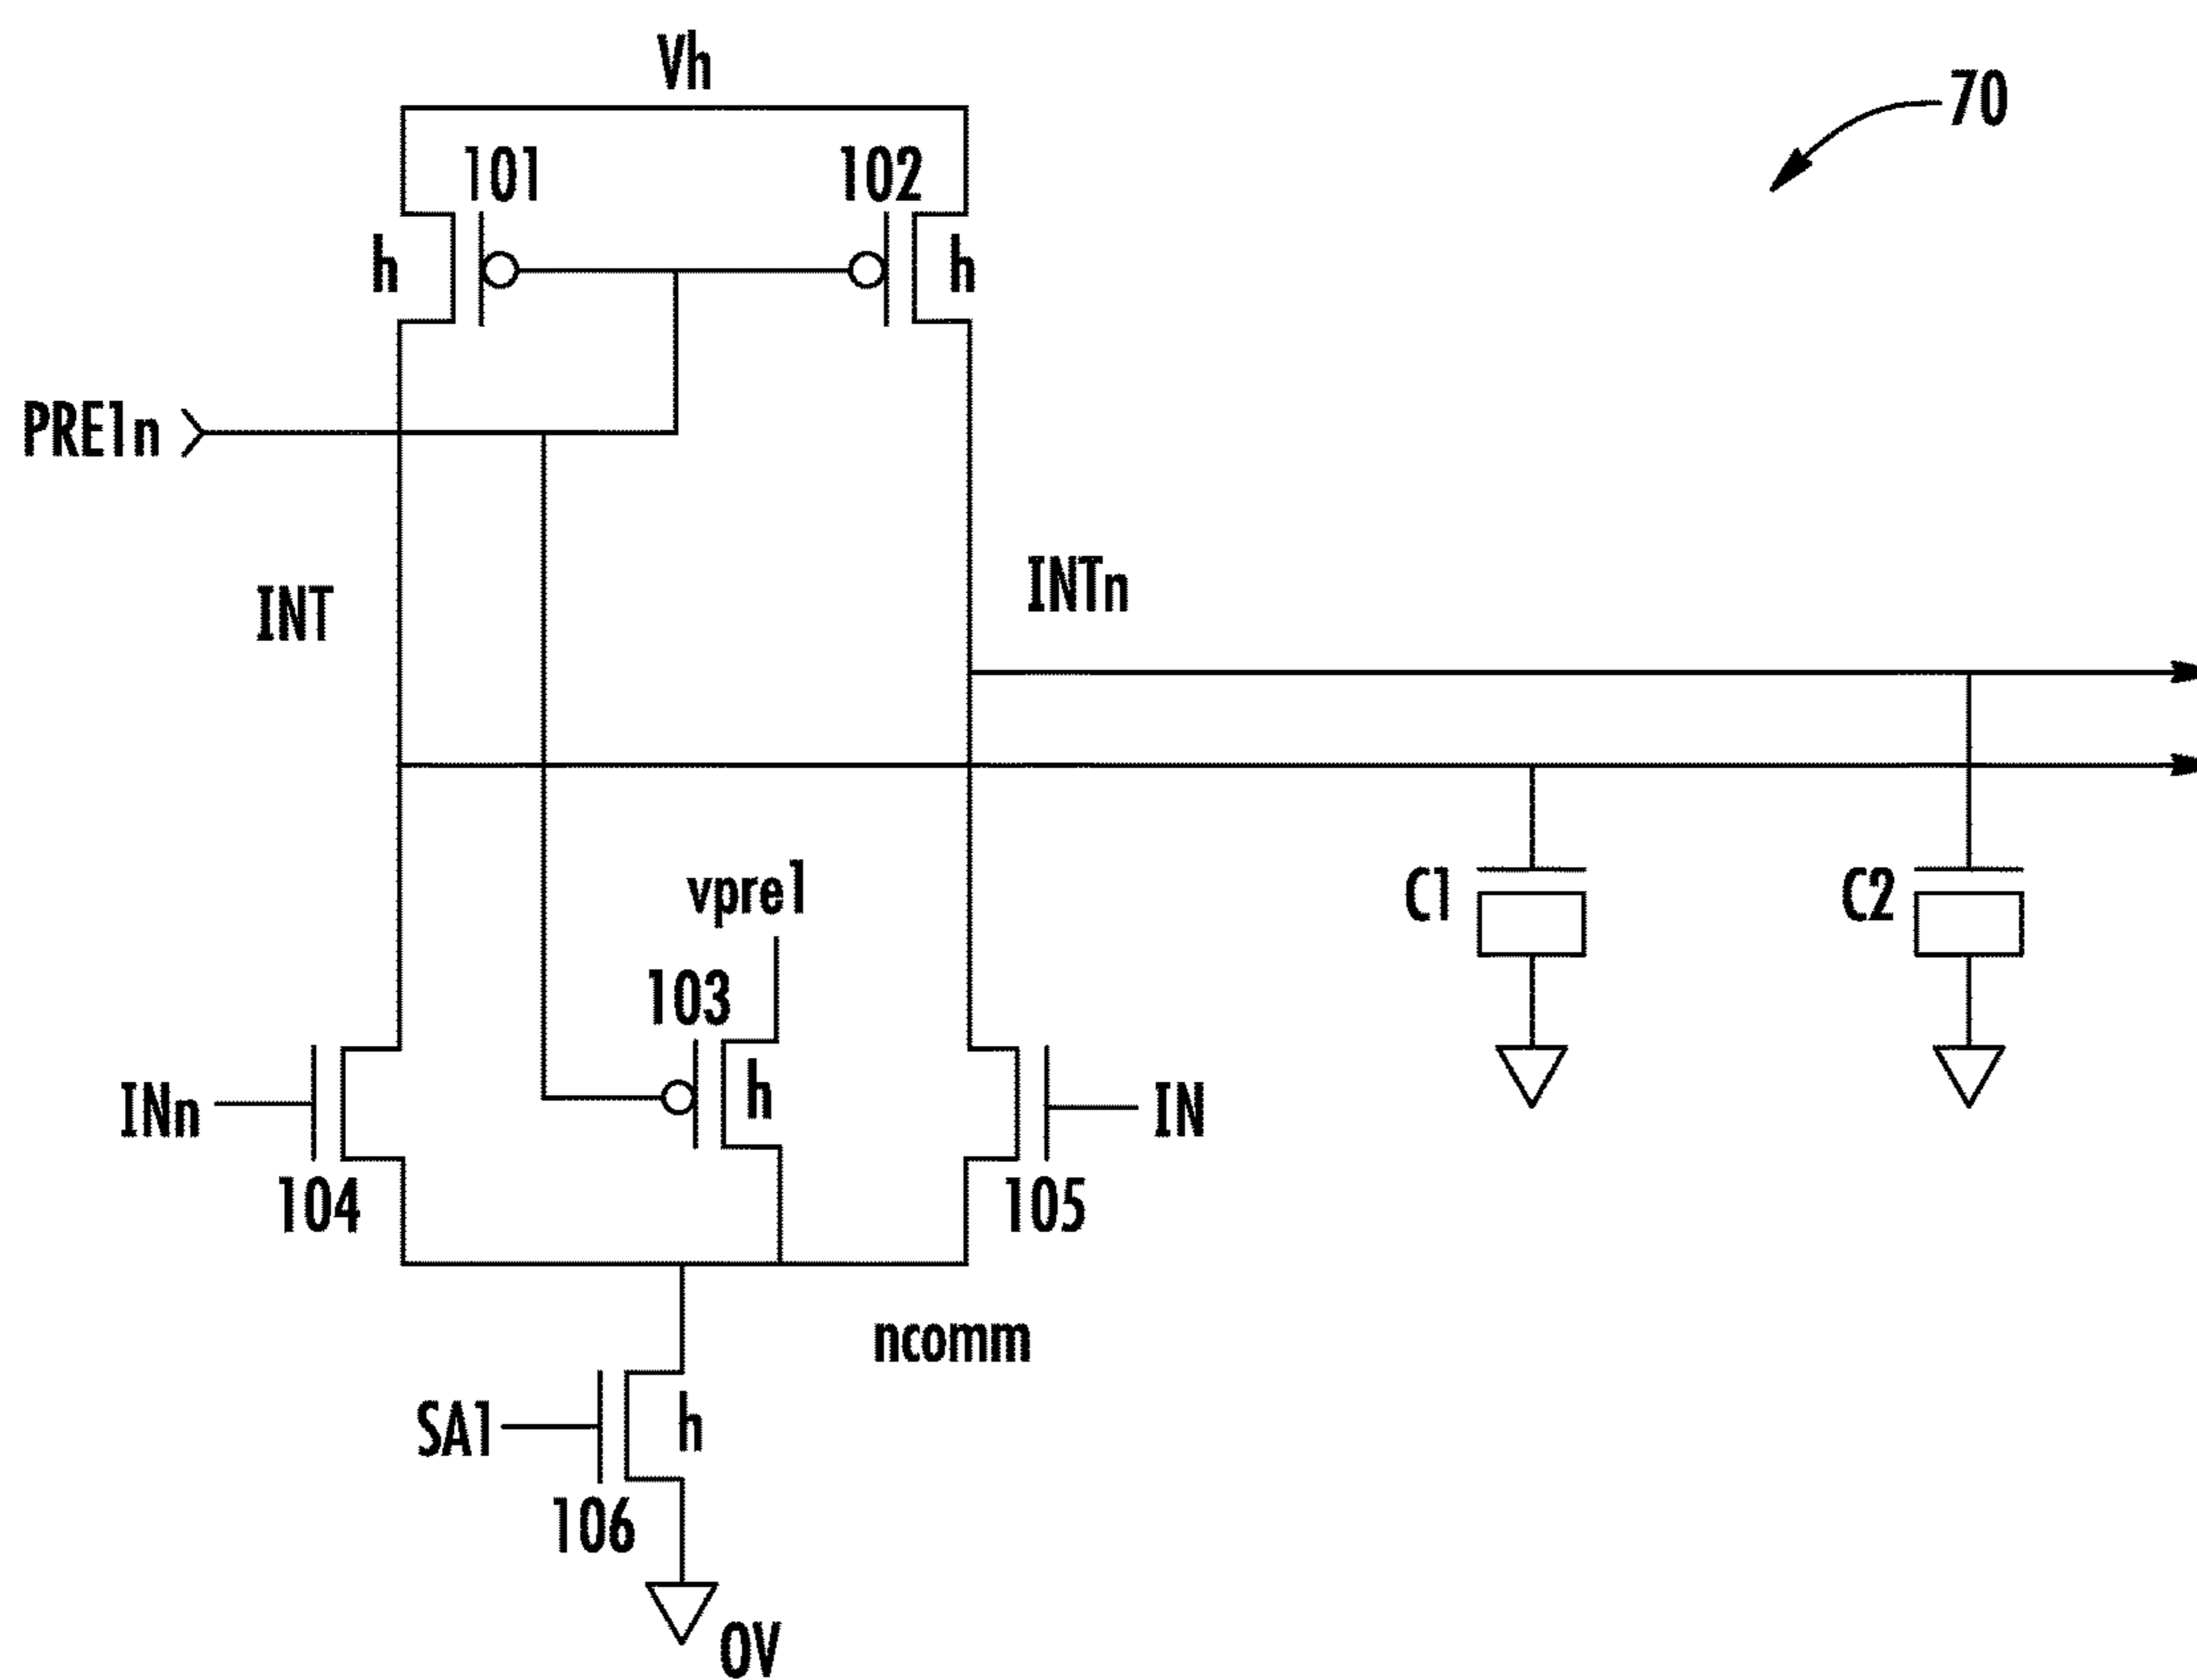 Vh
70
101
102
h
h
PRE1n
INT
INTn
vpre1
C1
C2
103
h
INn
IN
104
105
ncomm
SA1
h
106
0V